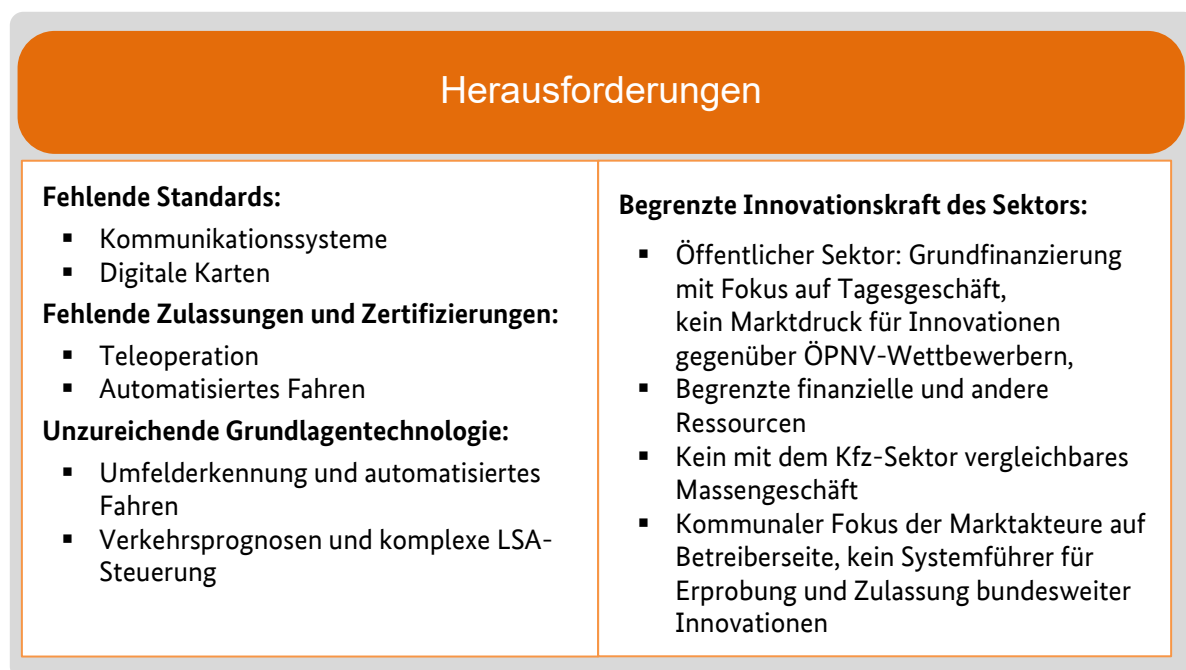 Herausforderungen
Fehlende Standards:
▪ Kommunikationssysteme
▪ Digitale Karten
Fehlende Zulassungen und Zertifizierungen:
▪ Teleoperation
▪ Automatisiertes Fahren
Unzureichende Grundlagentechnologie:
▪ Umfelderkennung und automatisiertes
Fahren
▪ Verkehrsprognosen und komplexe LSA-
Steuerung
Begrenzte Innovationskraft des Sektors:
▪ Öffentlicher Sektor: Grundfinanzierung
mit Fokus auf Tagesgeschäft,
kein Marktdruck für Innovationen
gegenüber ÖPNV-Wettbewerbern,
▪ Begrenzte finanzielle und andere
Ressourcen
▪ Kein mit dem Kfz-Sektor vergleichbares
Massengeschäft
▪ Kommunaler Fokus der Marktakteure auf
Betreiberseite, kein Systemführer für
Erprobung und Zulassung bundesweiter
Innovationen